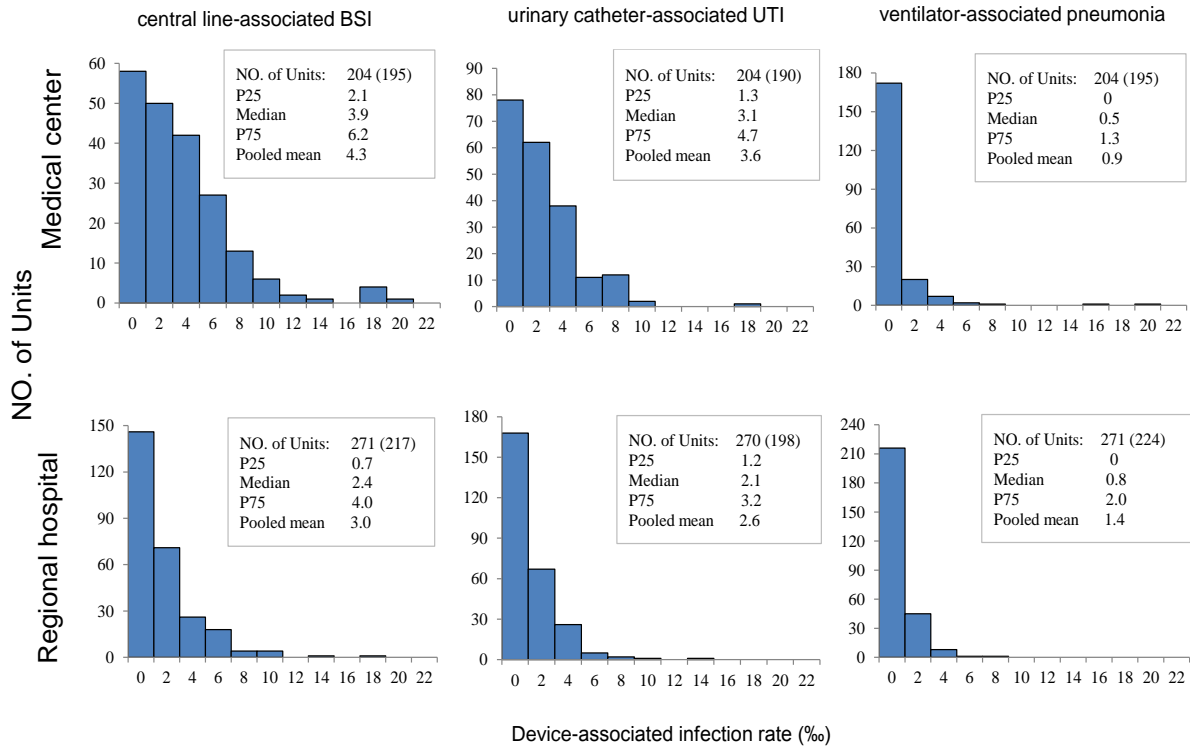 central line-associated BSI
urinary catheter-associated UTI
ventilator-associated pneumonia
NO. of Units
Medical center
60
50
40
30
20
10
0
0 2 4 6 8 10 12 14 16 18 20 22
NO. of Units: 204 (195)
P25 2.1
Median 3.9
P75 6.2
Pooled mean 4.3
90
80
70
60
50
40
30
20
10
0
0 2 4 6 8 10 12 14 16 18 20 22
NO. of Units: 204 (190)
P25 1.3
Median 3.1
P75 4.7
Pooled mean 3.6
180
150
120
90
60
30
0
0 2 4 6 8 10 12 14 16 18 20 22
NO. of Units: 204 (195)
P25 0
Median 0.5
P75 1.3
Pooled mean 0.9
Regional hospital
150
120
90
60
30
0
0 2 4 6 8 10 12 14 16 18 20 22
NO. of Units: 271 (217)
P25 0.7
Median 2.4
P75 4.0
Pooled mean 3.0
180
150
120
90
60
30
0
0 2 4 6 8 10 12 14 16 18 20 22
NO. of Units: 270 (198)
P25 1.2
Median 2.1
P75 3.2
Pooled mean 2.6
240
210
180
150
120
90
60
30
0
0 2 4 6 8 10 12 14 16 18 20 22
NO. of Units: 271 (224)
P25 0
Median 0.8
P75 2.0
Pooled mean 1.4
Device-associated infection rate (‰)